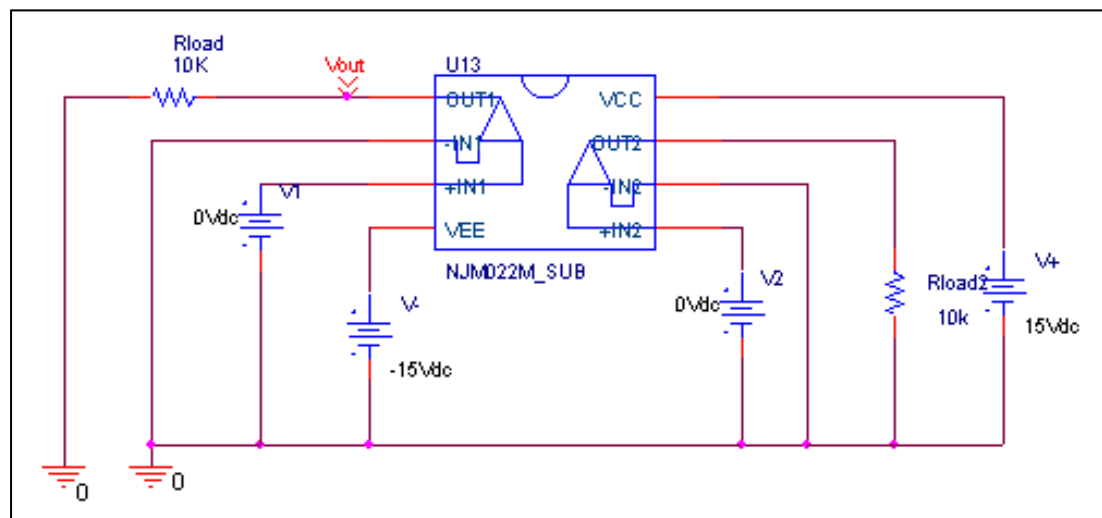 Rload
10K
Vout
U13
OUT1
-IN1
+IN1
VEE
VCC
OUT2
-IN2
+IN2
NJM022M_SUB
V1
0Vdc
V-
-15Vdc
V2
0Vdc
Rload2
10k
V+
15Vdc
0
0